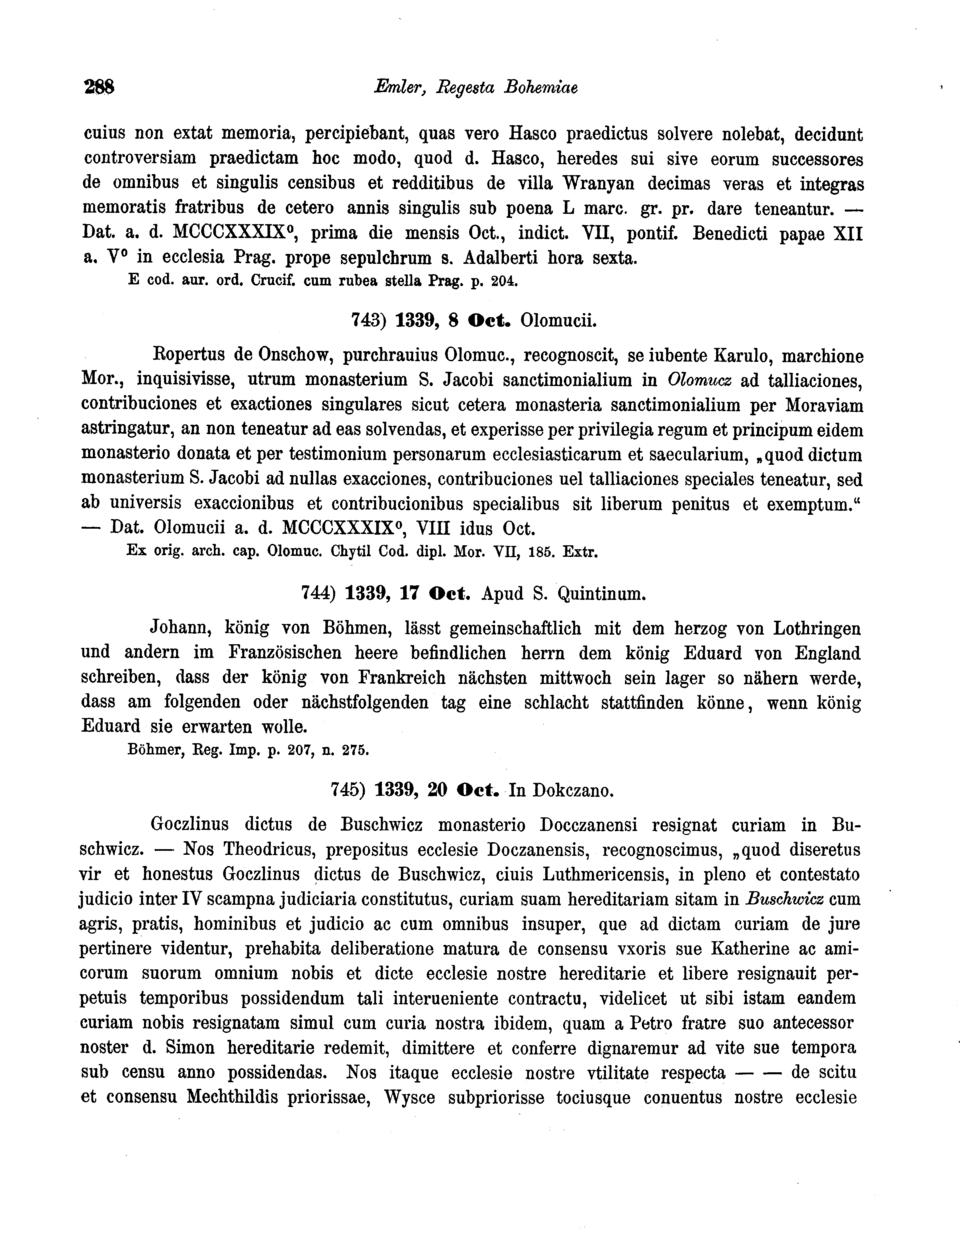 288 Emler, Regesta Bohemiae
cuius non extat memoria, percipiebant, quas vero Hasco praedictus solvere nolebat, decidunt
controversiam praedictam hoc modo, quod d. Hasco, heredes sui sive eorum successores
de omnibus et singulis censibus et redditibus de villa Wranyan decimas veras et integras
memoratis fratribus de cetero annis singulis sub poena L marc. gr. pr. dare teneantur. —
Dat. a. d. MCCCXXXIX⁰, prima die mensis Oct., indict. VII, pontif. Benedicti papae XII
a. V⁰ in ecclesia Prag. prope sepulchrum s. Adalberti hora sexta.
E cod. aur. ord. Crucif. cum rubea stella Prag. p. 204.
743) 1339, 8 Oct. Olomucii.
Ropertus de Onschow, purchrauius Olomuc., recognoscit, se iubente Karulo, marchione
Mor., inquisivisse, utrum monasterium S. Jacobi sanctimonialium in Olomucz ad talliaciones,
contribuciones et exactiones singulares sicut cetera monasteria sanctimonialium per Moraviam
astringatur, an non teneatur ad eas solvendas, et experisse per privilegia regum et principum eidem
monasterio donata et per testimonium personarum ecclesiasticarum et saecularium, „quod dictum
monasterium S. Jacobi ad nullas exacciones, contribuciones uel talliaciones speciales teneatur, sed
ab universis exaccionibus et contribucionibus specialibus sit liberum penitus et exemptum.“
— Dat. Olomucii a. d. MCCCXXXIX⁰, VIII idus Oct.
Ex orig. arch. cap. Olomuc. Chytil Cod. dipl. Mor. VII, 185. Extr.
744) 1339, 17 Oct. Apud S. Quintinum.
Johann, könig von Böhmen, lässt gemeinschaftlich mit dem herzog von Lothringen
und andern im Französischen heere befindlichen herrn dem könig Eduard von England
schreiben, dass der könig von Frankreich nächsten mittwoch sein lager so nähern werde,
dass am folgenden oder nächstfolgenden tag eine schlacht stattfinden könne, wenn könig
Eduard sie erwarten wolle.
Böhmer, Reg. Imp. p. 207, n. 275.
745) 1339, 20 Oct. In Dokczano.
Goczlinus dictus de Buschwicz monasterio Docczanensi resignat curiam in Bu-
schwicz. — Nos Theodricus, prepositus ecclesie Doczanensis, recognoscimus, „quod diseretus
vir et honestus Goczlinus dictus de Buschwicz, ciuis Luthmericensis, in pleno et contestato
judicio inter IV scampna judiciaria constitutus, curiam suam hereditariam sitam in Buschwicz cum
agris, pratis, hominibus et judicio ac cum omnibus insuper, que ad dictam curiam de jure
pertinere videntur, prehabita deliberatione matura de consensu vxoris sue Katherine ac ami-
corum suorum omnium nobis et dicte ecclesie nostre hereditarie et libere resignauit per-
petuis temporibus possidendum tali interueniente contractu, videlicet ut sibi istam eandem
curiam nobis resignatam simul cum curia nostra ibidem, quam a Petro fratre suo antecessor
noster d. Simon hereditarie redemit, dimittere et conferre dignaremur ad vite sue tempora
sub censu anno possidendas. Nos itaque ecclesie nostre vtilitate respecta — — de scitu
et consensu Mechthildis priorissae, Wysce subpriorisse tociusque conuentus nostre ecclesie